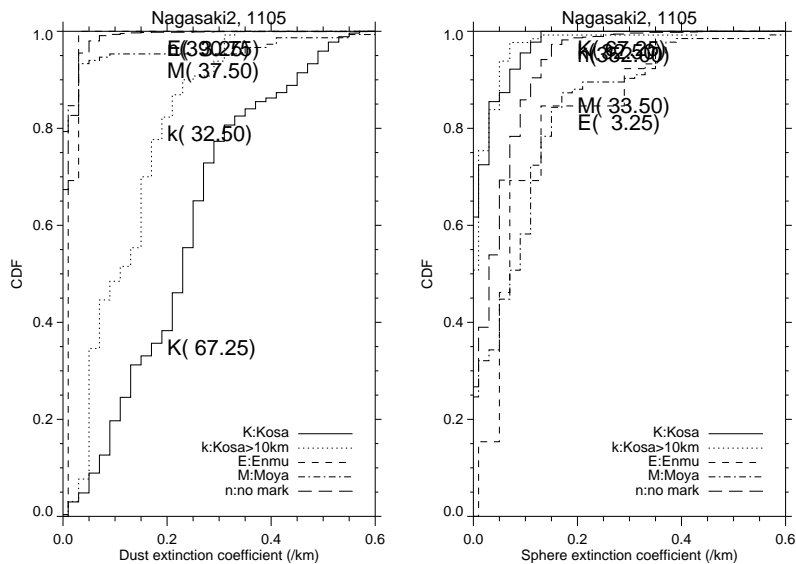 Nagasaki2, 1105
1.0
0.8
0.6
0.4
0.2
0.0
CDF
M( 37.50)
k( 32.50)
K( 67.25)
K:Kosa
k:Kosa>10km
E:Enmu
M:Moya
n:no mark
0.0 0.2 0.4 0.6
Dust extinction coefficient (/km)
Nagasaki2, 1105
1.0
0.8
0.6
0.4
0.2
0.0
CDF
M( 33.50)
E( 3.25)
K:Kosa
k:Kosa>10km
E:Enmu
M:Moya
n:no mark
0.0 0.2 0.4 0.6
Sphere extinction coefficient (/km)